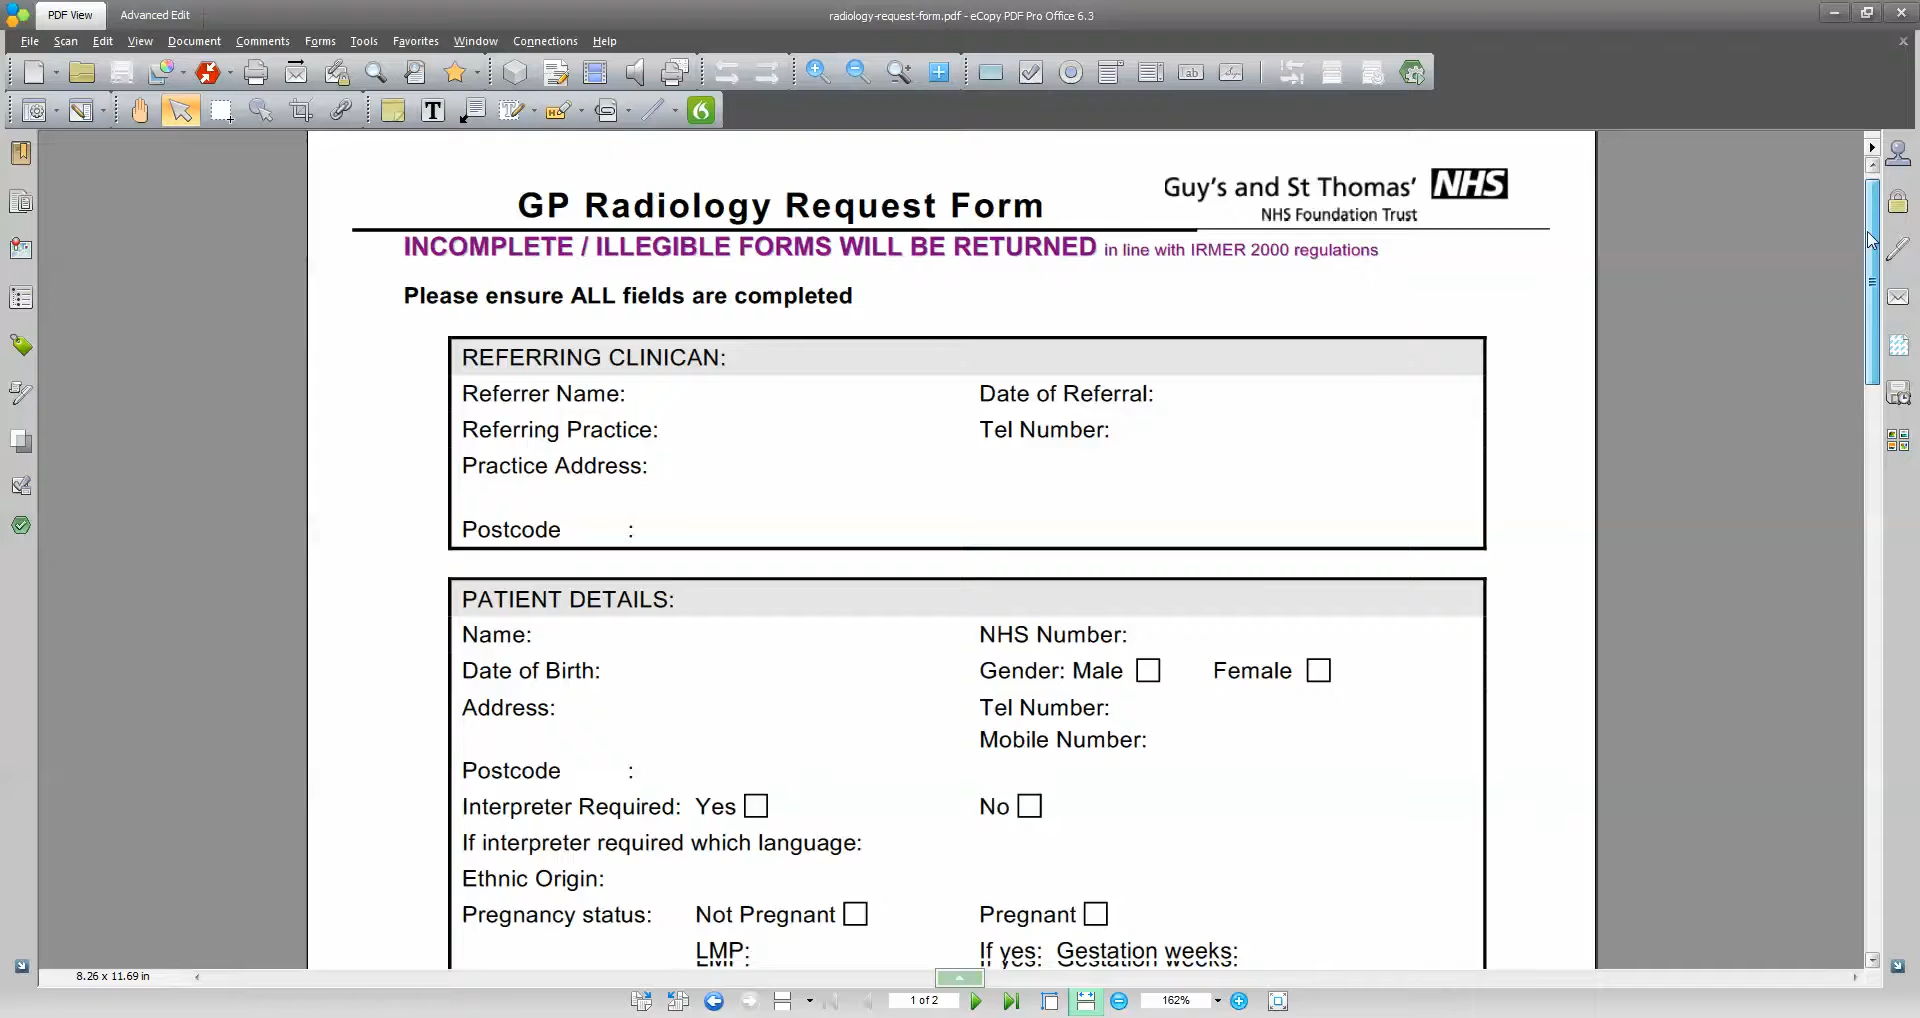 PDF View
Advanced Edit
radiology-request-form.pdf - eCopy PDF Pro Office 6.3
File Scan Edit View Document Comments Forms Tools Favorites Window Connections Help
GP Radiology Request Form
Guy's and St Thomas' NHS
NHS Foundation Trust
INCOMPLETE / ILLEGIBLE FORMS WILL BE RETURNED in line with IRMER 2000 regulations
Please ensure ALL fields are completed
REFERRING CLINICAN:
Referrer Name: Date of Referral:
Referring Practice: Tel Number:
Practice Address:
Postcode :
PATIENT DETAILS:
Name: NHS Number:
Date of Birth: Gender: Male Female
Address: Tel Number:
Mobile Number:
Postcode :
Interpreter Required: Yes No
If interpreter required which language:
Ethnic Origin:
Pregnancy status: Not Pregnant Pregnant
LMP: If yes: Gestation weeks:
8.26 x 11.69 in
1 of 2
162%